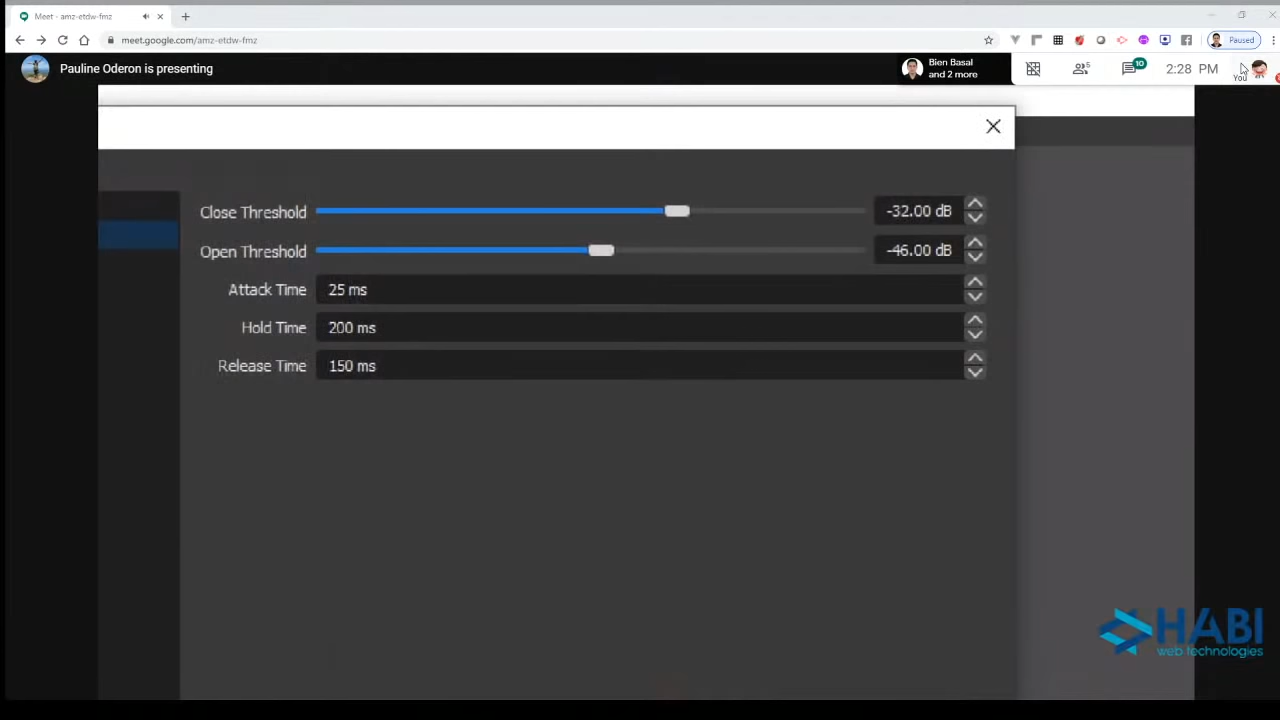 Meet - amz-etdw-fmz
meet.google.com/amz-etdw-fmz
Paused
Pauline Oderon is presenting
Bien Basal
and 2 more
5
10
2:28 PM
You
Close Threshold
-32.00 dB
Open Threshold
-46.00 dB
Attack Time
25 ms
Hold Time
200 ms
Release Time
150 ms
HABI
web technologies